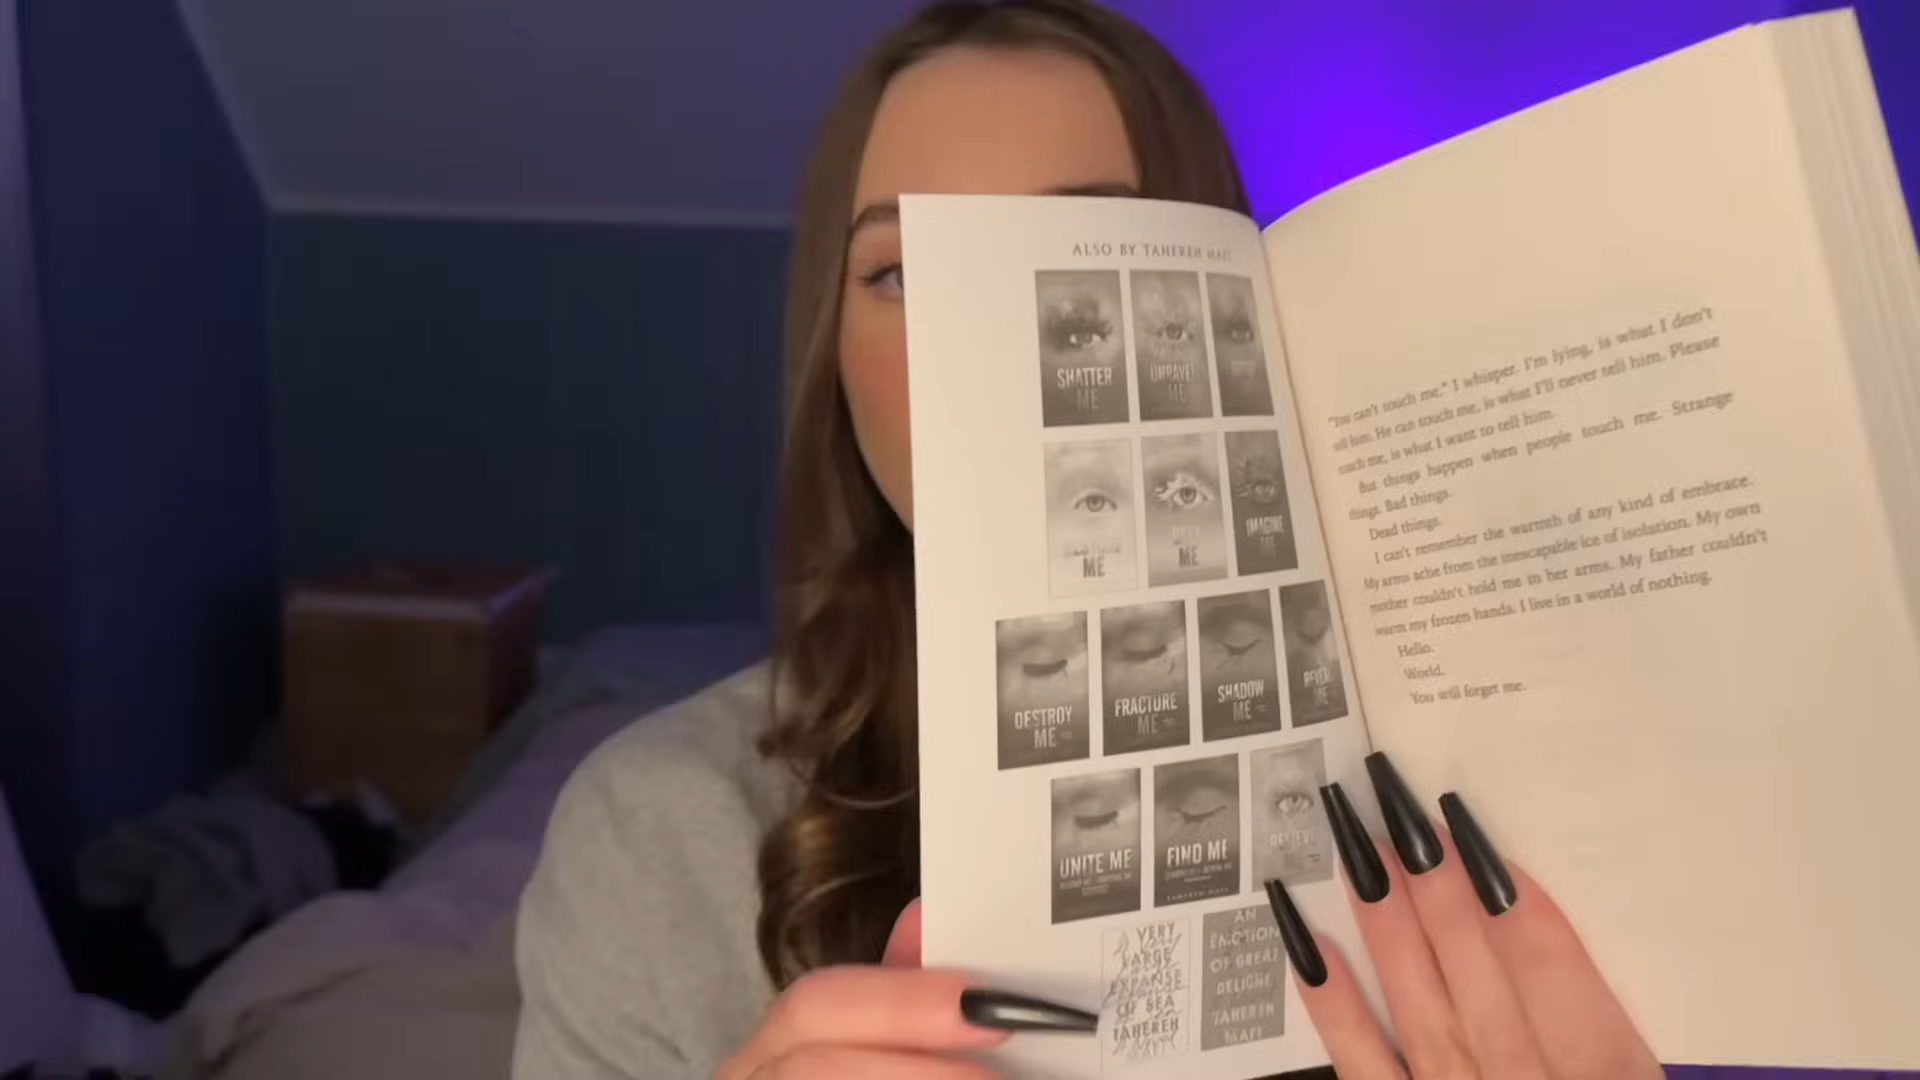 ALSO BY TAHEREH MAFI
SHATTER
ME
UNRAVEL
ME
ME
ME
IMAGINE
ME
DESTROY
ME
FRACTURE
ME
SHADOW
ME
REVEAL
ME
UNITE ME
FIND ME
BELIEVE
ME
A VERY
LARGE
EXPANSE
OF SEA
TAHEREH
MAFI
AN
EMOTION
OF GREAT
DELIGHT
TAHEREH
MAFI
"You can't touch me," I whisper. I'm lying, is what I don't
tell him. He can touch me, is what I'll never tell him. Please
touch me, is what I want to tell him.
But things happen when people touch me. Strange
things. Bad things.
Dead things.
I can't remember the warmth of any kind of embrace.
My arms ache from the inescapable ice of isolation. My own
mother couldn't hold me in her arms. My father couldn't
warm my frozen hands. I live in a world of nothing.
Hello.
World.
You will forget me.